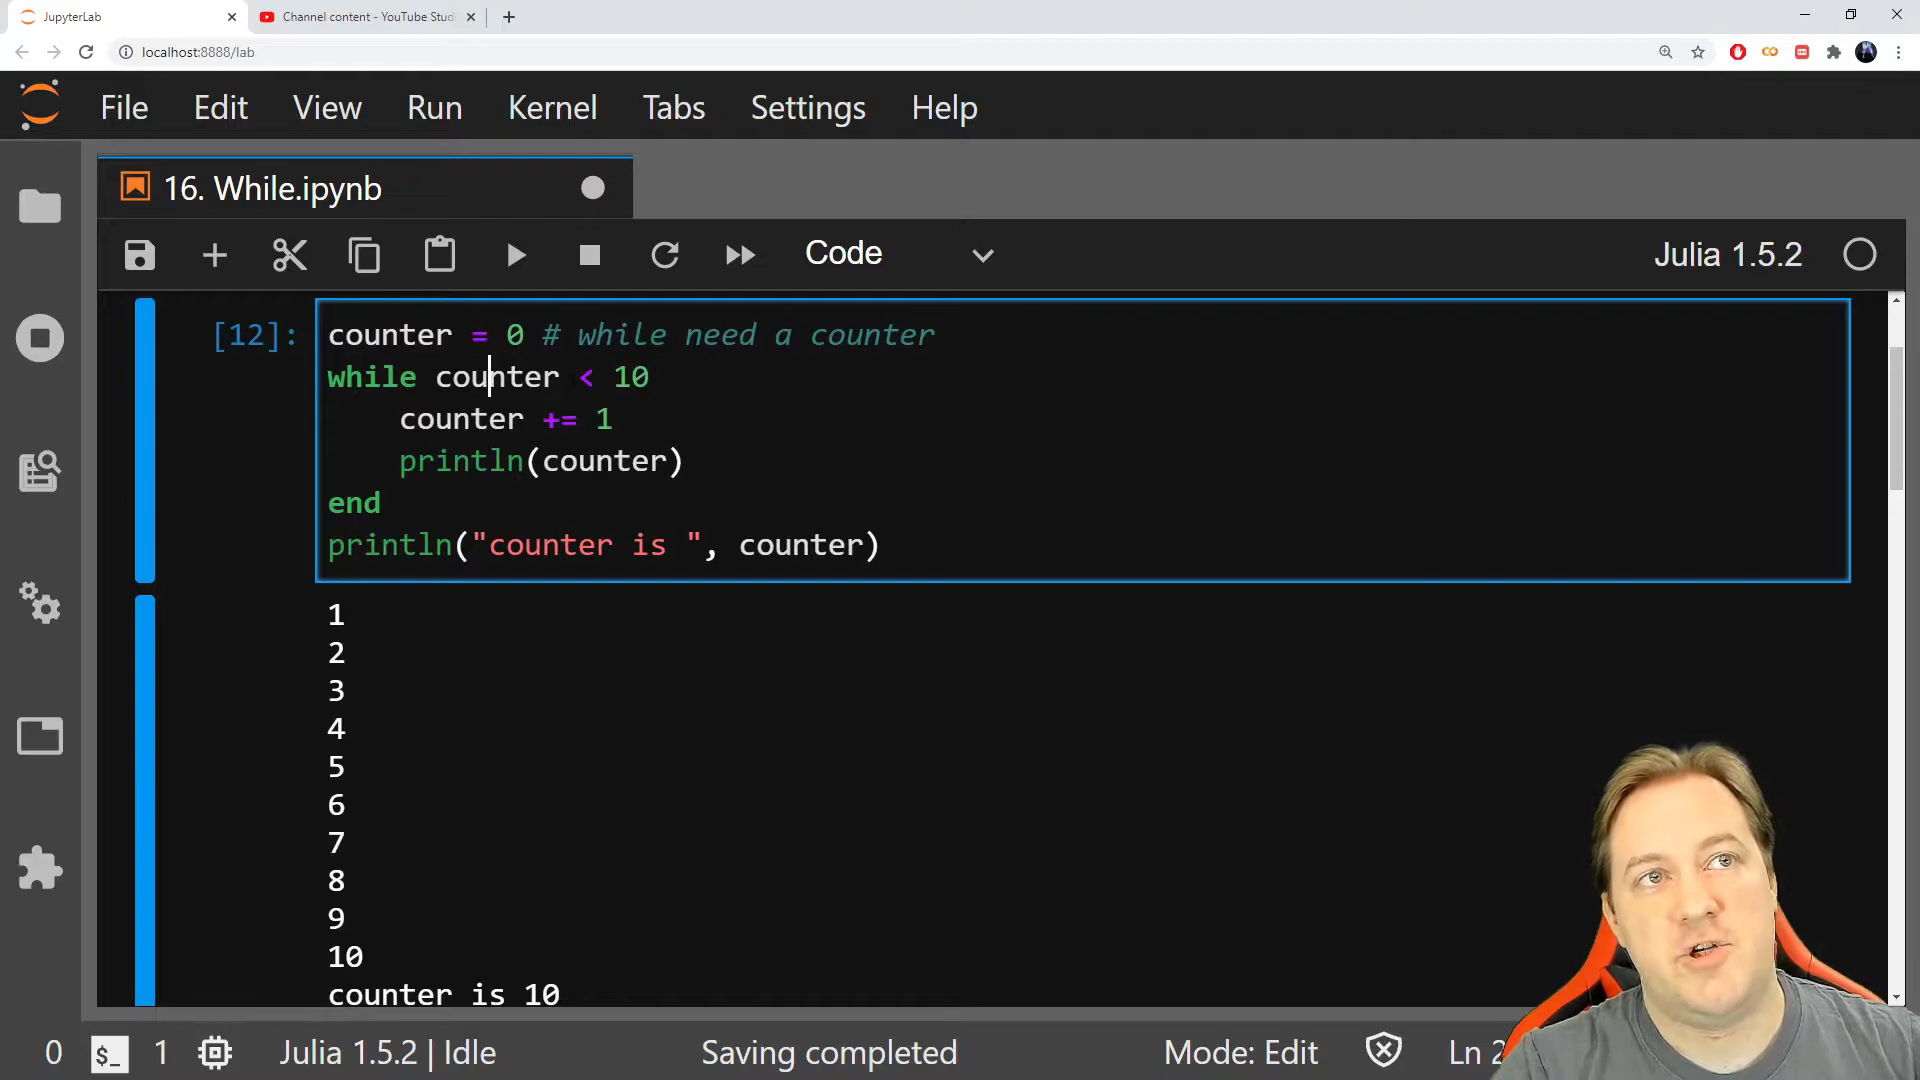 JupyterLab
Channel content - YouTube Stud
localhost:8888/lab
File Edit View Run Kernel Tabs Settings Help
16. While.ipynb
Code
Julia 1.5.2
[12]:
counter = 0 # while need a counter
while counter < 10
    counter += 1
    println(counter)
end
println("counter is ", counter)
1
2
3
4
5
6
7
8
9
10
counter is 10
0 $_ 1 Julia 1.5.2 | Idle Saving completed Mode: Edit Ln 2